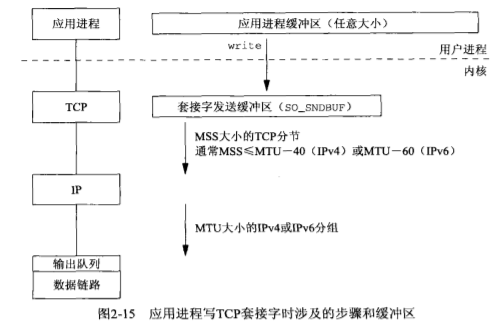 应用进程
应用进程缓冲区（任意大小）
write
用户进程
内核
TCP
套接字发送缓冲区（SO_SNDBUF）
MSS大小的TCP分节
通常MSS≤MTU－40（IPv4）或MTU－60（IPv6）
IP
MTU大小的IPv4或IPv6分组
输出队列
数据链路
图2-15 应用进程写TCP套接字时涉及的步骤和缓冲区